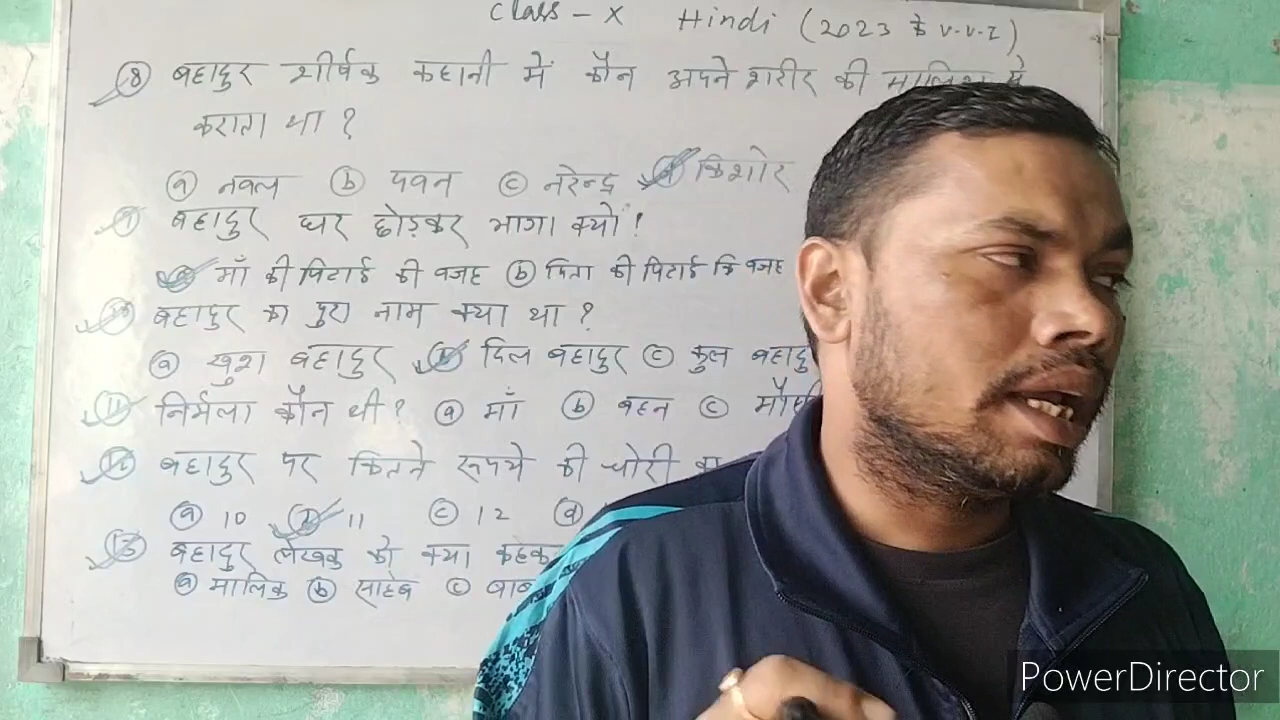 Class - X Hindi (2023 के V.V.I)
⑧ बहादुर शीर्षक कहानी में कौन अपने शरीर की मालिश
कराता था ?
ⓐ नवल ⓑ पवन ⓒ नरेन्द्र ⓓ किशोर
⑨ बहादुर घर छोड़कर भागा क्यों !
ⓐ माँ की पिटाई की वजह ⓑ पिता की पिटाई कि वजह
⑩ बहादुर का पुरा नाम क्या था ?
ⓐ खुश बहादुर ⓑ दिल बहादुर ⓒ कुल
⑪ निर्मला कौन थी ? ⓐ माँ ⓑ बहन ⓒ
⑫ बहादुर पर कितने रूपये की चोरी
ⓐ 10 ⓑ 11 ⓒ 12 ⓓ
⑬ बहादुर लेखक को क्या
ⓐ मालिक ⓑ साहेब ⓒ
PowerDirector